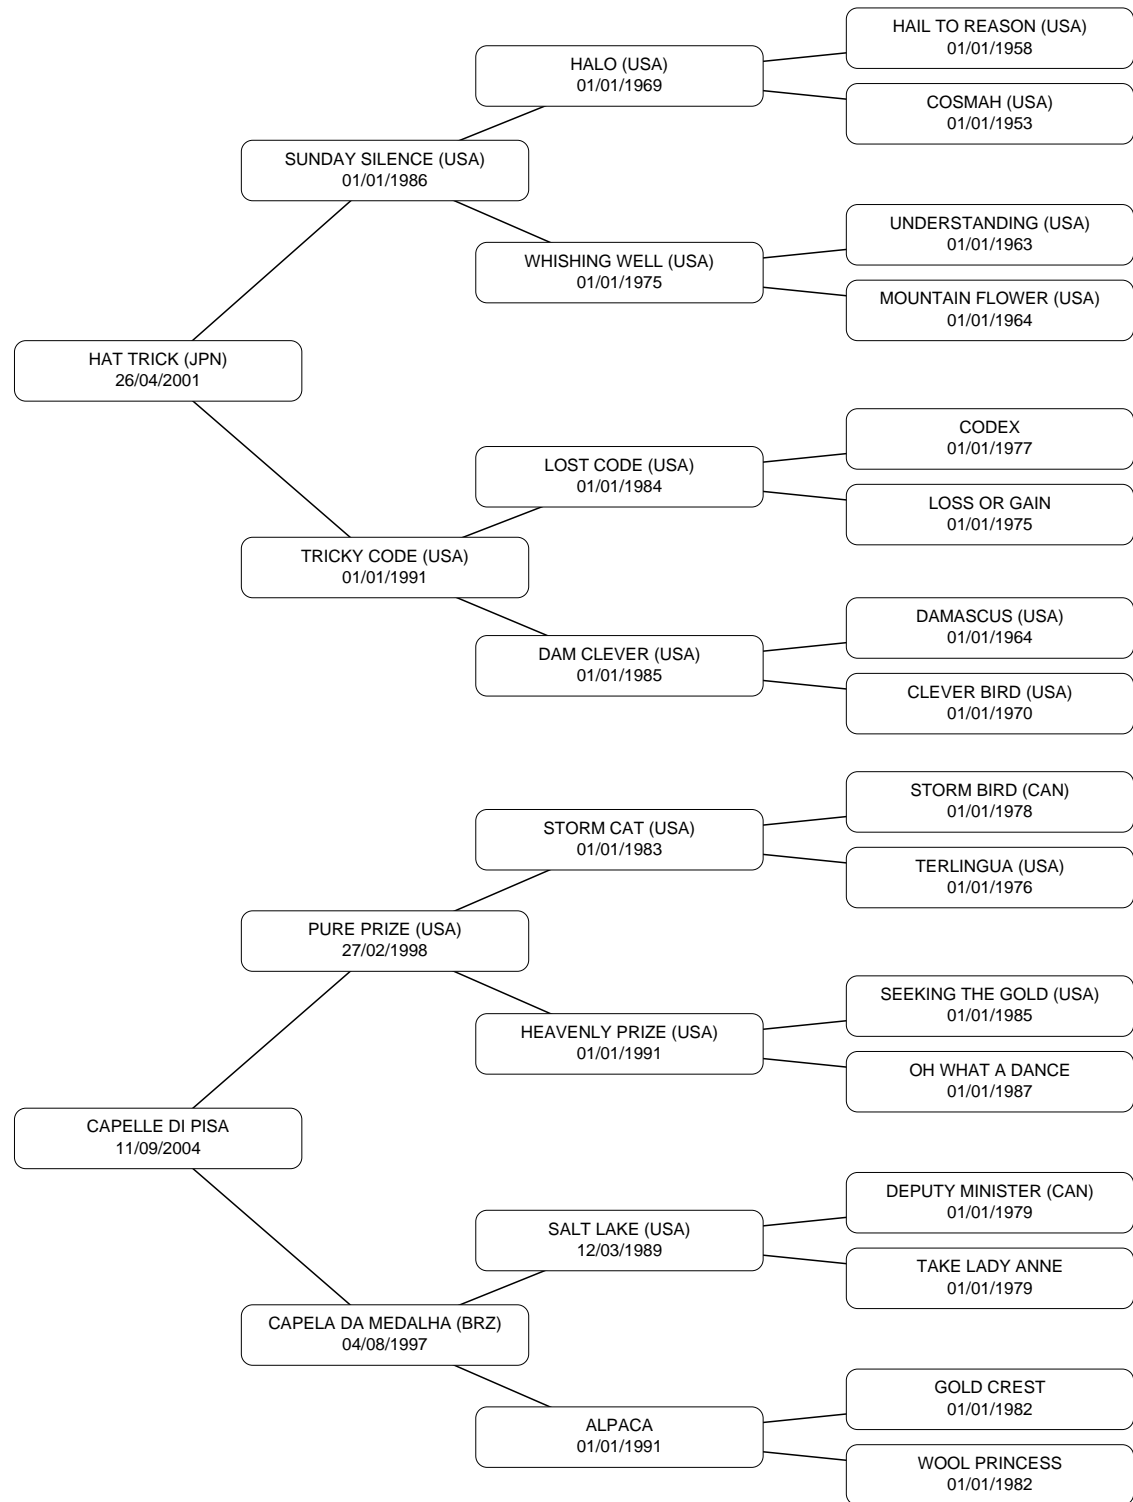 HAIL TO REASON (USA)
01/01/1958
HALO (USA)
01/01/1969
COSMAH (USA)
01/01/1953
SUNDAY SILENCE (USA)
01/01/1986
UNDERSTANDING (USA)
01/01/1963
WHISHING WELL (USA)
01/01/1975
MOUNTAIN FLOWER (USA)
01/01/1964
HAT TRICK (JPN)
26/04/2001
CODEX
01/01/1977
LOST CODE (USA)
01/01/1984
LOSS OR GAIN
01/01/1975
TRICKY CODE (USA)
01/01/1991
DAMASCUS (USA)
01/01/1964
DAM CLEVER (USA)
01/01/1985
CLEVER BIRD (USA)
01/01/1970
STORM BIRD (CAN)
01/01/1978
STORM CAT (USA)
01/01/1983
TERLINGUA (USA)
01/01/1976
PURE PRIZE (USA)
27/02/1998
SEEKING THE GOLD (USA)
01/01/1985
HEAVENLY PRIZE (USA)
01/01/1991
OH WHAT A DANCE
01/01/1987
CAPELLE DI PISA
11/09/2004
DEPUTY MINISTER (CAN)
01/01/1979
SALT LAKE (USA)
12/03/1989
TAKE LADY ANNE
01/01/1979
CAPELA DA MEDALHA (BRZ)
04/08/1997
GOLD CREST
01/01/1982
ALPACA
01/01/1991
WOOL PRINCESS
01/01/1982